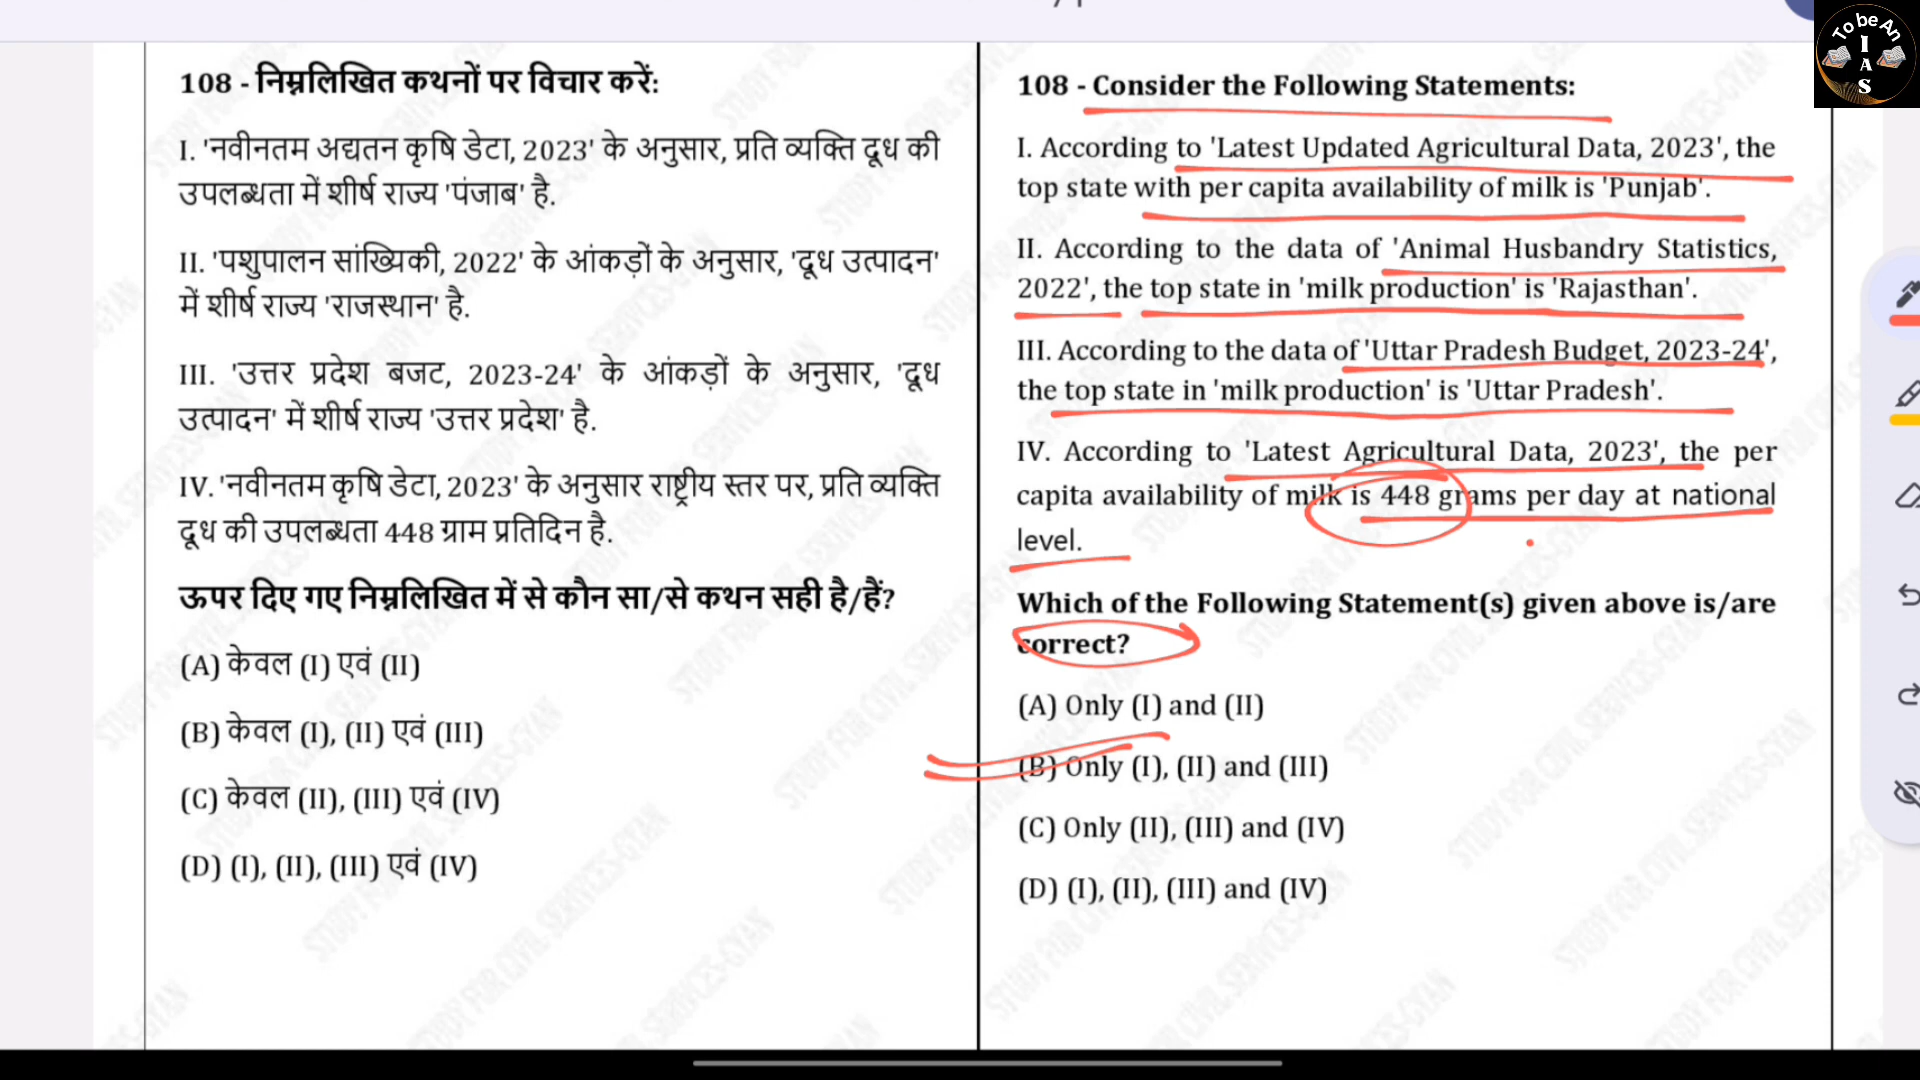 108 - निम्नलिखित कथनों पर विचार करें:
I. 'नवीनतम अद्यतन कृषि डेटा, 2023' के अनुसार, प्रति व्यक्ति दूध की
उपलब्धता में शीर्ष राज्य 'पंजाब' है.
II. 'पशुपालन सांख्यिकी, 2022' के आंकड़ों के अनुसार, 'दूध उत्पादन'
में शीर्ष राज्य 'राजस्थान' है.
III. 'उत्तर प्रदेश बजट, 2023-24' के आंकड़ों के अनुसार, 'दूध
उत्पादन' में शीर्ष राज्य 'उत्तर प्रदेश' है.
IV. 'नवीनतम कृषि डेटा, 2023' के अनुसार राष्ट्रीय स्तर पर, प्रति व्यक्ति
दूध की उपलब्धता 448 ग्राम प्रतिदिन है.
ऊपर दिए गए निम्नलिखित में से कौन सा/से कथन सही है/हैं?
(A) केवल (I) एवं (II)
(B) केवल (I), (II) एवं (III)
(C) केवल (II), (III) एवं (IV)
(D) (I), (II), (III) एवं (IV)
108 - Consider the Following Statements:
I. According to 'Latest Updated Agricultural Data, 2023', the
top state with per capita availability of milk is 'Punjab'.
II. According to the data of 'Animal Husbandry Statistics,
2022', the top state in 'milk production' is 'Rajasthan'.
III. According to the data of 'Uttar Pradesh Budget, 2023-24',
the top state in 'milk production' is 'Uttar Pradesh'.
IV. According to 'Latest Agricultural Data, 2023', the per
capita availability of milk is 448 grams per day at national
level.
Which of the Following Statement(s) given above is/are
correct?
(A) Only (I) and (II)
(B) Only (I), (II) and (III)
(C) Only (II), (III) and (IV)
(D) (I), (II), (III) and (IV)
To be An
I
A
S
STUDY FOR CIVIL SERVICES-GYAN